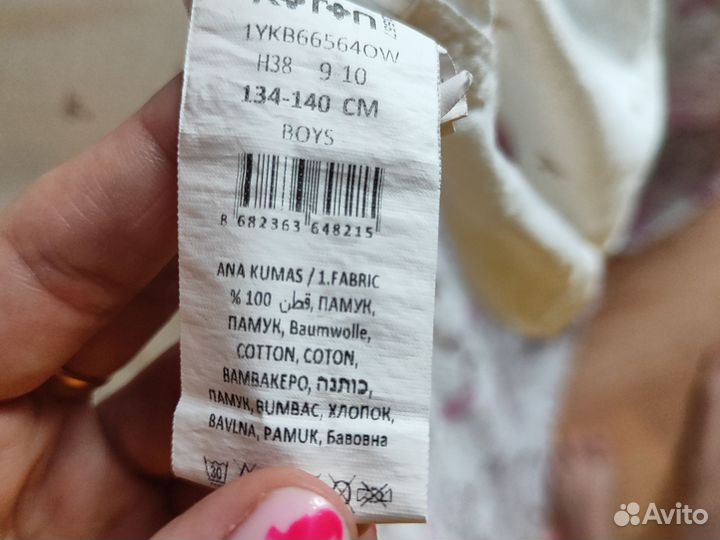 1YKB66564OW
H38 9 10
134-140 CM
BOYS
8 682363 648215
ANA KUMAS / 1.FABRIC
% 100 قطن, ПАМУК,
ПАМУК, Baumwolle,
COTTON, COTON,
BAMBAKEPO, כותנה,
ПАМУК, BUMBAC, ХЛОПОК,
BAVLNA, PAMUK, Бавовна
30
Avito